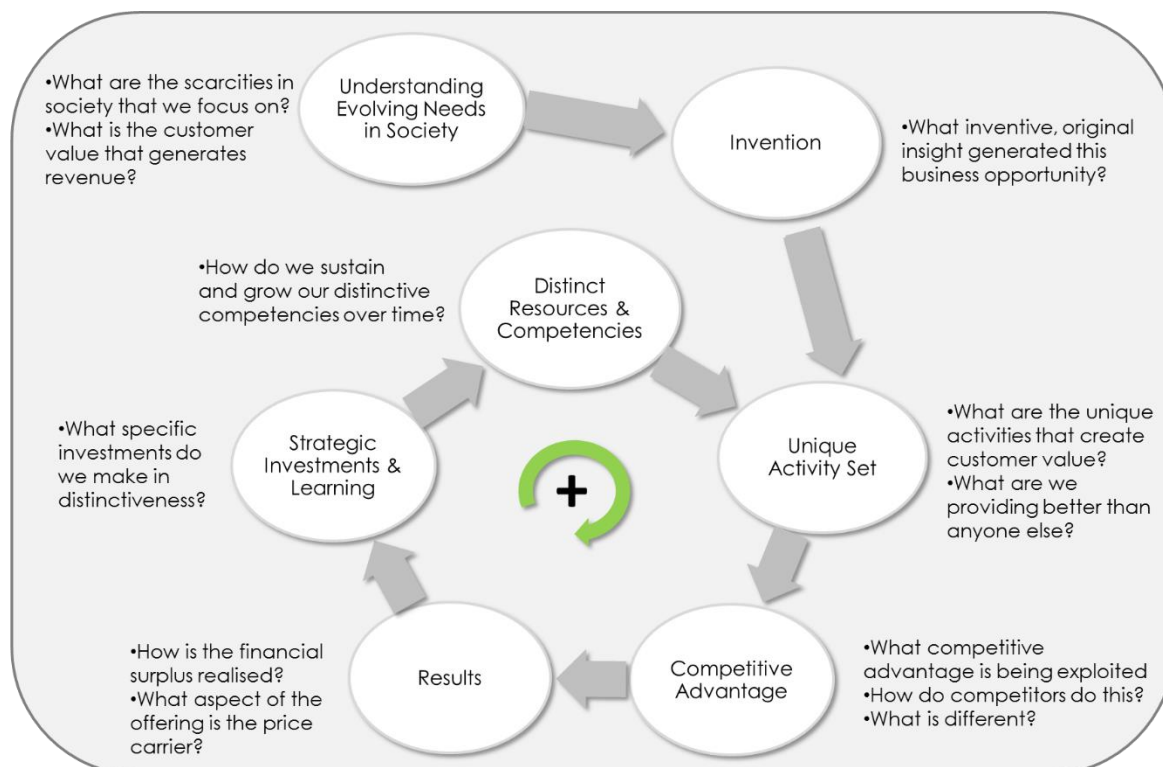 •What are the scarcities in
society that we focus on?
•What is the customer
value that generates
revenue?
Understanding
Evolving Needs
in Society
Invention
•What inventive, original
insight generated this
business opportunity?
•How do we sustain
and grow our distinctive
competencies over time?
Distinct
Resources &
Competencies
•What specific
investments do
we make in
distinctiveness?
Strategic
Investments &
Learning
+
Unique
Activity Set
•What are the unique
activities that create
customer value?
•What are we
providing better than
anyone else?
•How is the financial
surplus realised?
•What aspect of the
offering is the price
carrier?
Results
Competitive
Advantage
•What competitive
advantage is being exploited
•How do competitors do this?
•What is different?